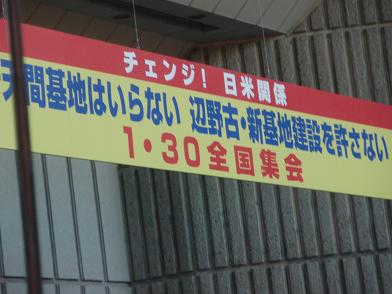 チェンジ! 日米関係
天間基地はいらない 辺野古・新基地建設を許さない
1・30全国集会